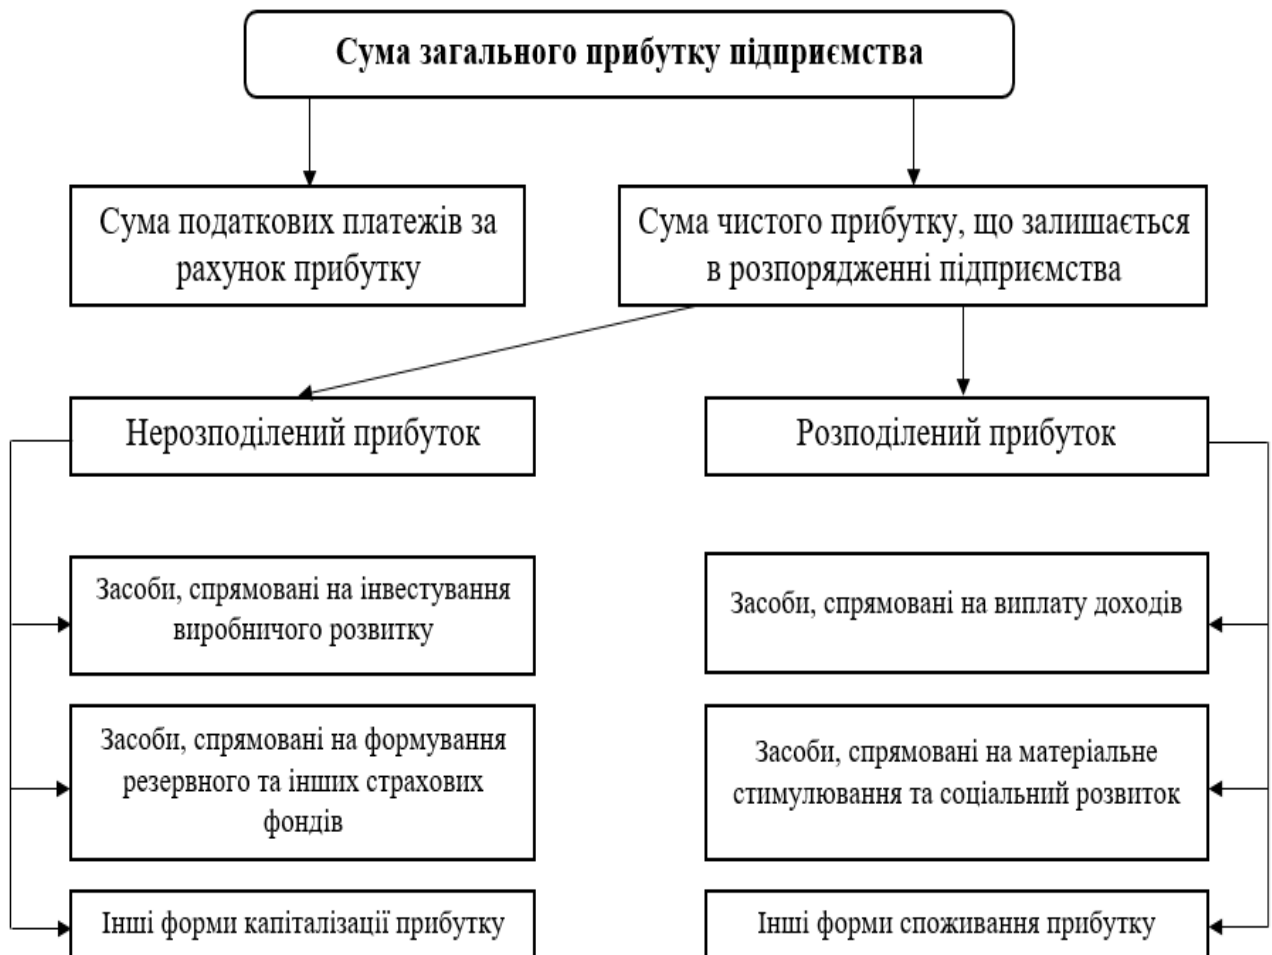 Сума загального прибутку підприємства
Сума податкових платежів за
рахунок прибутку
Сума чистого прибутку, що залишається
в розпорядженні підприємства
Нерозподілений прибуток
Розподілений прибуток
Засоби, спрямовані на інвестування
виробничого розвитку
Засоби, спрямовані на виплату доходів
Засоби, спрямовані на формування
резервного та інших страхових
фондів
Засоби, спрямовані на матеріальне
стимулювання та соціальний розвиток
Інші форми капіталізації прибутку
Інші форми споживання прибутку